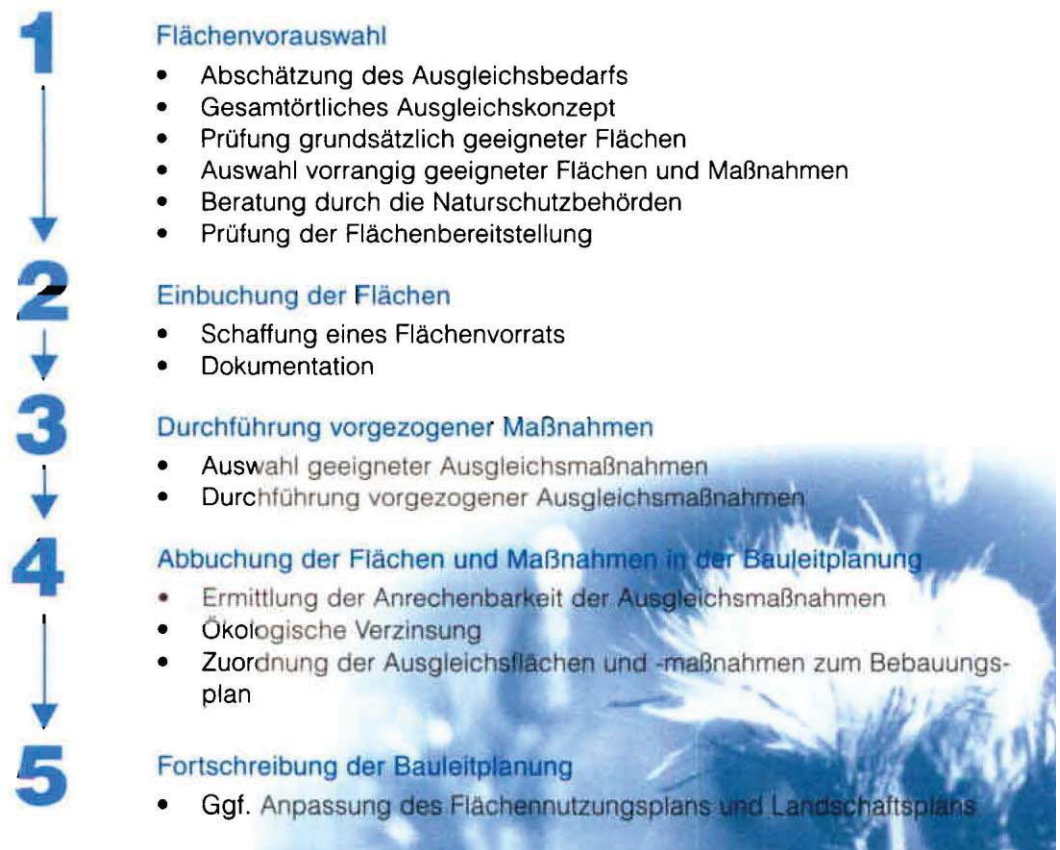 1
Flächenvorauswahl
• Abschätzung des Ausgleichsbedarfs
• Gesamtörtliches Ausgleichskonzept
• Prüfung grundsätzlich geeigneter Flächen
• Auswahl vorrangig geeigneter Flächen und Maßnahmen
• Beratung durch die Naturschutzbehörden
• Prüfung der Flächenbereitstellung
2
Einbuchung der Flächen
• Schaffung eines Flächenvorrats
• Dokumentation
3
Durchführung vorgezogener Maßnahmen
• Auswahl geeigneter Ausgleichsmaßnahmen
• Durchführung vorgezogener Ausgleichsmaßnahmen
4
Abbuchung der Flächen und Maßnahmen in der Bauleitplanung
• Ermittlung der Anrechenbarkeit der Ausgleichsmaßnahmen
• Ökologische Verzinsung
• Zuordnung der Ausgleichsflächen und -maßnahmen zum Bebauungs-
plan
5
Fortschreibung der Bauleitplanung
• Ggf. Anpassung des Flächennutzungsplans und Landschaftsplans